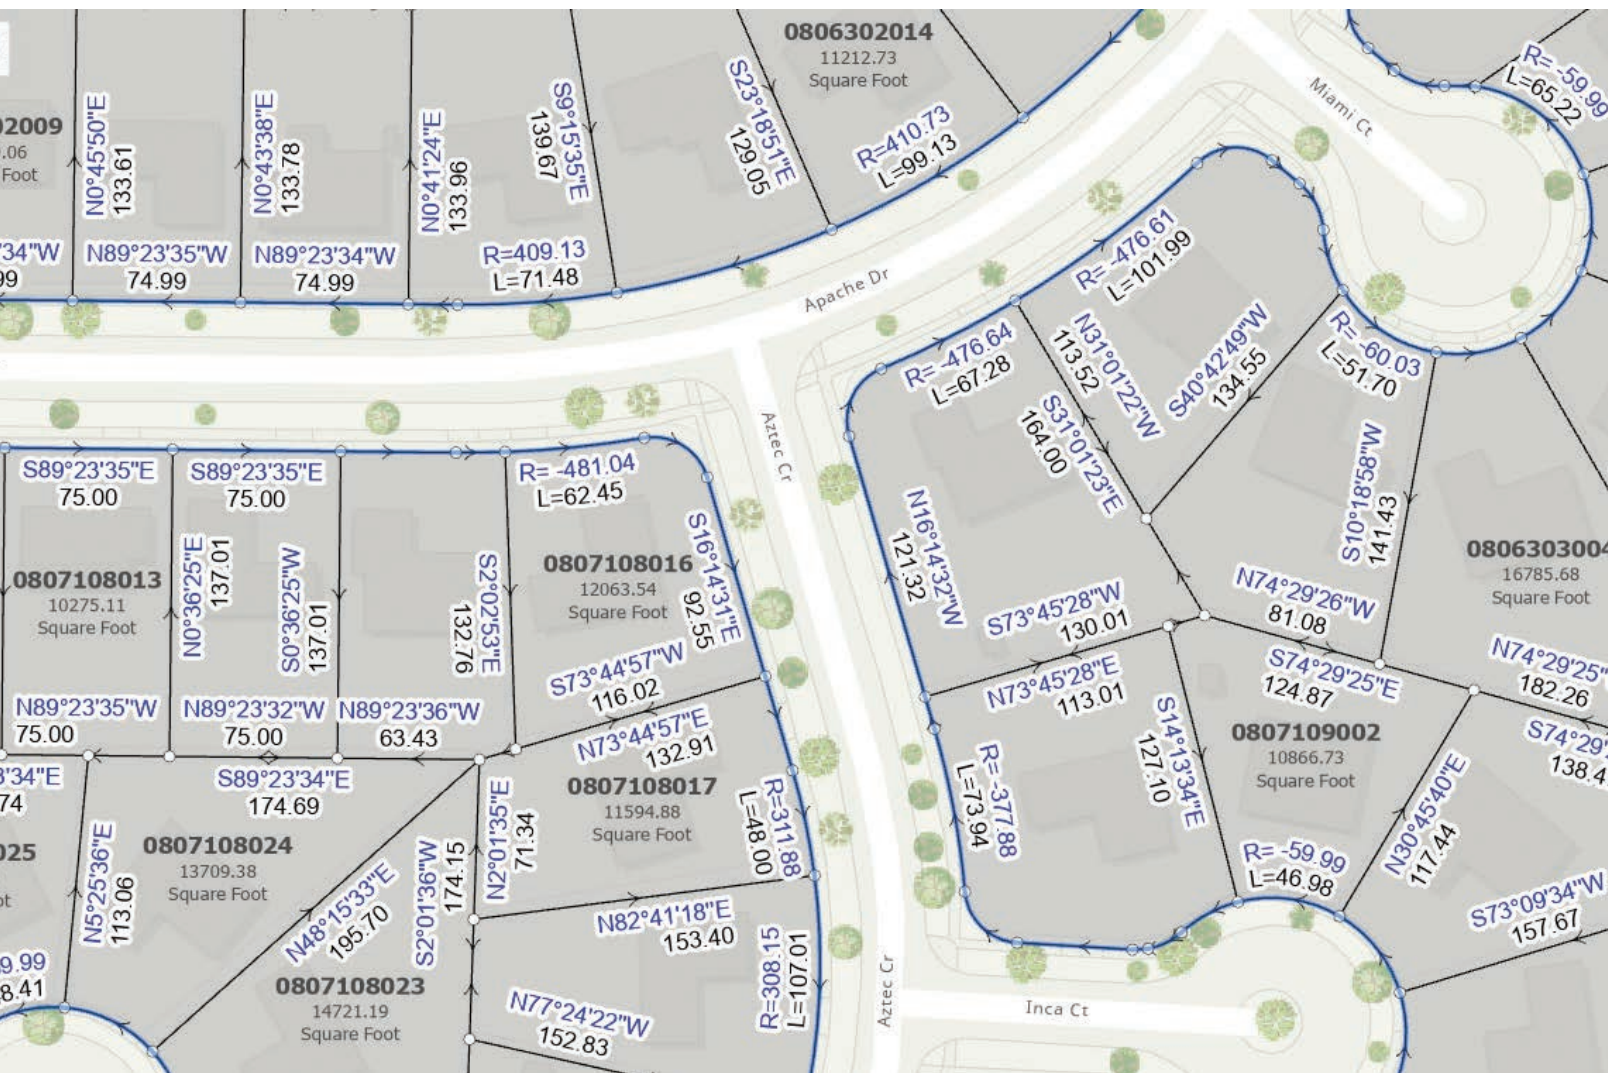 0806302014
11212.73
Square Foot
02009
.06
Foot
N0°45'50"E
133.61
N0°43'38"E
133.78
N0°41'24"E
133.96
S9°15'35"E
139.67
S23°18'51"E
129.05
R=410.73
L=99.13
Miami Ct
R= -59.99
L=65.22
'34"W
99
N89°23'35"W
74.99
N89°23'34"W
74.99
R=409.13
L=71.48
Apache Dr
R= -476.61
L=101.99
R= -476.64
L=67.28
N31°01'22"W
113.52
S40°42'49"W
134.55
R= -60.03
L=51.70
S31°01'23"E
164.00
Aztec Cr
S89°23'35"E
75.00
S89°23'35"E
75.00
R= -481.04
L=62.45
S10°18'58"W
141.43
N16°14'32"W
121.32
S16°14'31"E
92.55
0807108013
10275.11
Square Foot
N0°36'25"E
137.01
S0°36'25"W
137.01
S2°02'53"E
132.76
0807108016
12063.54
Square Foot
0806303004
16785.68
Square Foot
N74°29'26"W
81.08
S73°45'28"W
130.01
N73°45'28"E
113.01
S74°29'25"E
124.87
N74°29'25"
182.26
S74°29'
138.4
S73°44'57"W
116.02
N73°44'57"E
132.91
N89°23'35"W
75.00
N89°23'32"W
75.00
N89°23'36"W
63.43
3'34"E
74
S89°23'34"E
174.69
0807108017
11594.88
Square Foot
S14°13'34"E
127.10
0807109002
10866.73
Square Foot
R=311.88
L=48.00
R=-377.88
L=73.94
N30°45'40"E
117.44
R= -59.99
L=46.98
N2°01'35"E
71.34
S2°01'36"W
174.15
025
ot
N5°25'36"E
113.06
0807108024
13709.38
Square Foot
N48°15'33"E
195.70
N82°41'18"E
153.40
S73°09'34"W
157.67
9.99
8.41
0807108023
14721.19
Square Foot
N77°24'22"W
152.83
R=308.15
L=107.01
Aztec Cr
Inca Ct